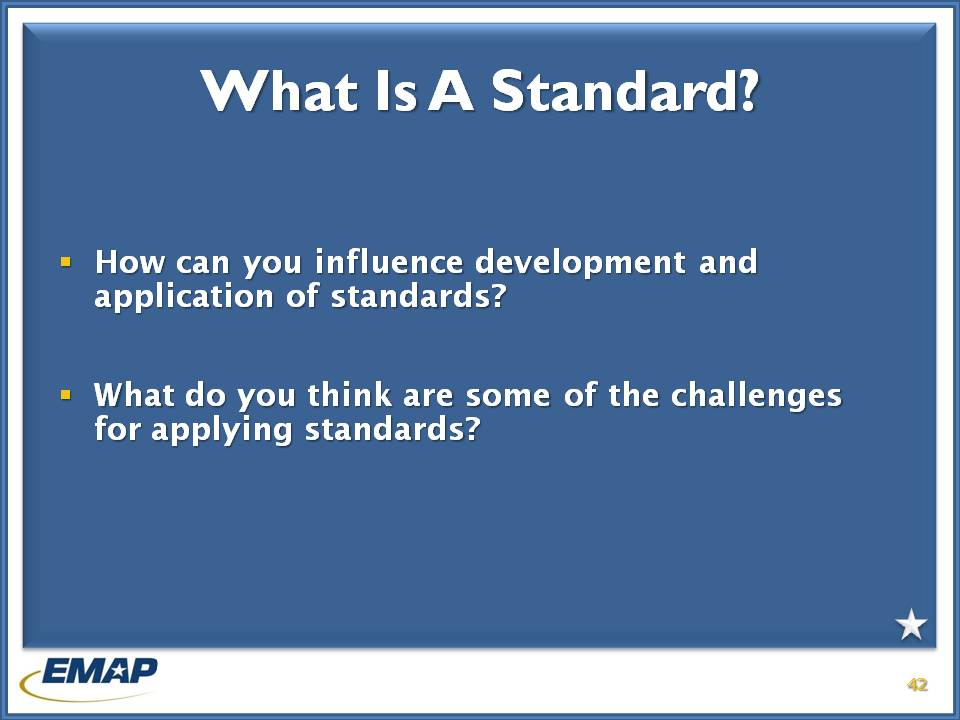 What Is A Standard?
▪ How can you influence development and
application of standards?
▪ What do you think are some of the challenges
for applying standards?
EMAP
42